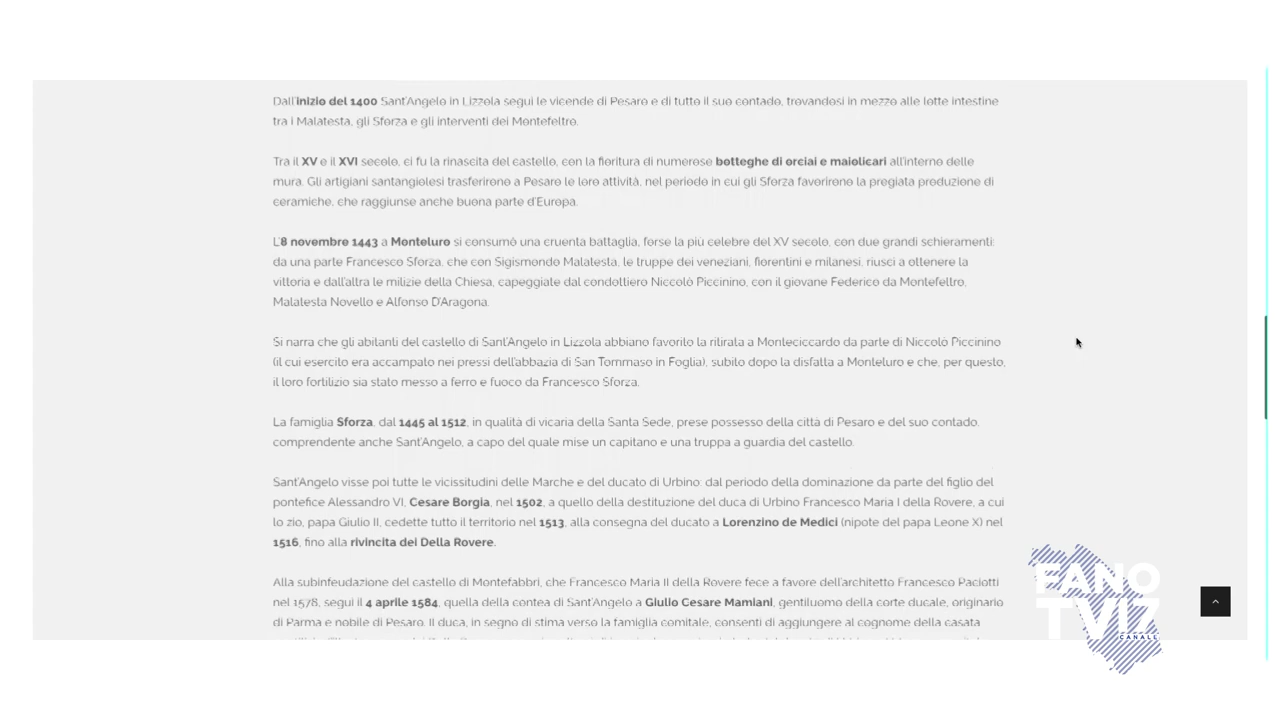 Dall'inizio del 1400 Sant'Angelo in Lizzola seguì le vicende di Pesaro e di tutto il suo contado, trovandosi in mezzo alle lotte intestine
tra i Malatesta, gli Sforza e gli interventi dei Montefeltro.
Tra il XV e il XVI secolo, ci fu la rinascita del castello, con la fioritura di numerose botteghe di orciai e maiolicari all'interno delle
mura. Gli artigiani santangiolesi trasferirono a Pesaro le loro attività, nel periodo in cui gli Sforza favorirono la pregiata produzione di
ceramiche, che raggiunse anche buona parte d'Europa.
L'8 novembre 1443 a Monteluro si consumò una cruenta battaglia, forse la più celebre del XV secolo, con due grandi schieramenti:
da una parte Francesco Sforza, che con Sigismondo Malatesta, le truppe dei veneziani, fiorentini e milanesi, riuscì a ottenere la
vittoria e dall'altra le milizie della Chiesa, capeggiate dal condottiero Niccolò Piccinino, con il giovane Federico da Montefeltro,
Malatesta Novello e Alfonso D'Aragona.
Si narra che gli abitanti del castello di Sant'Angelo in Lizzola abbiano favorito la ritirata a Monteciccardo da parte di Niccolò Piccinino
(il cui esercito era accampato nei pressi dell'abbazia di San Tommaso in Foglia), subito dopo la disfatta a Monteluro e che, per questo,
il loro fortilizio sia stato messo a ferro e fuoco da Francesco Sforza.
La famiglia Sforza, dal 1445 al 1512, in qualità di vicaria della Santa Sede, prese possesso della città di Pesaro e del suo contado,
comprendente anche Sant'Angelo, a capo del quale mise un capitano e una truppa a guardia del castello.
Sant'Angelo visse poi tutte le vicissitudini delle Marche e del ducato di Urbino: dal periodo della dominazione da parte del figlio del
pontefice Alessandro VI, Cesare Borgia, nel 1502, a quello della destituzione del duca di Urbino Francesco Maria I della Rovere, a cui
lo zio, papa Giulio II, cedette tutto il territorio nel 1513, alla consegna del ducato a Lorenzino de Medici (nipote del papa Leone X) nel
1516, fino alla rivincita dei Della Rovere.
Alla subinfeudazione del castello di Montefabbri, che Francesco Maria II della Rovere fece a favore dell'architetto Francesco Paciotti
nel 1578, seguì il 4 aprile 1584, quella della contea di Sant'Angelo a Giulio Cesare Mamiani, gentiluomo della corte ducale, originario
di Parma e nobile di Pesaro. Il duca, in segno di stima verso la famiglia comitale, consentì di aggiungere al cognome della casata
FANO
TV
17
CANALE